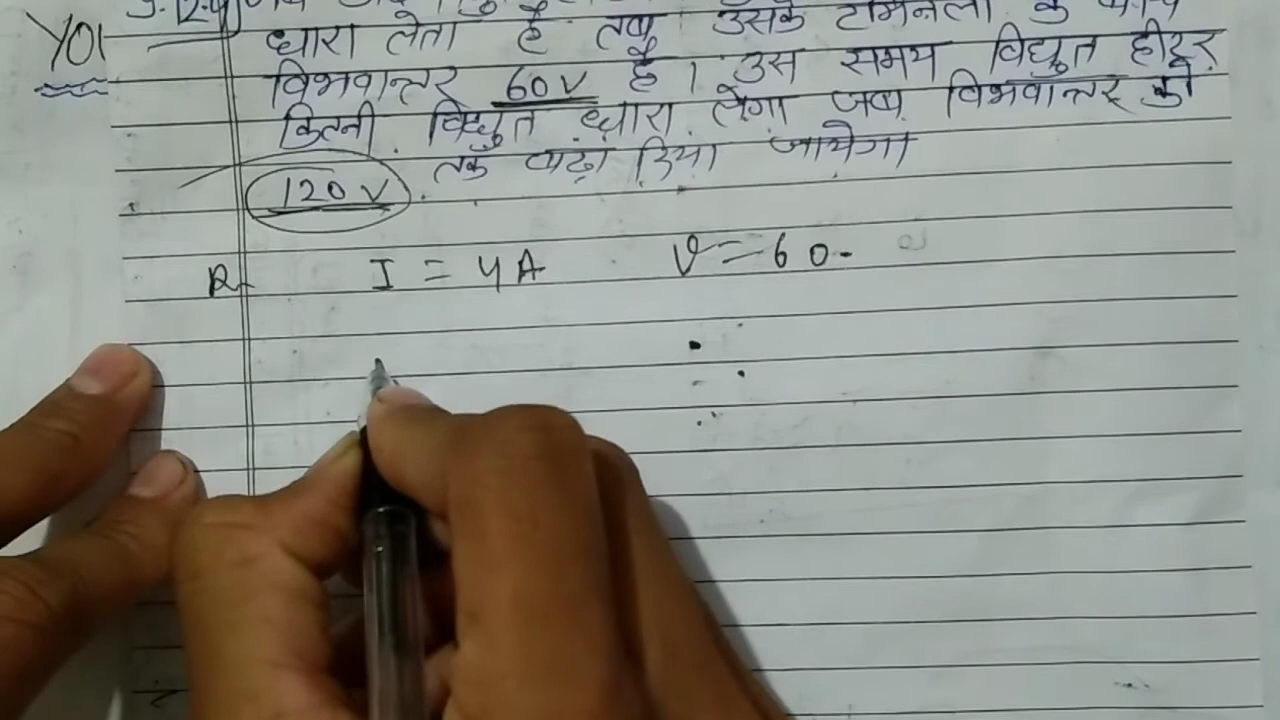 धारा लेता है तब उसके टर्मिनलों के बीच
विभवान्तर 60V है। उस समय विद्युत हीटर
कितनी विद्युत धारा लेगा जब विभवान्तर को
120V तक बढ़ा दिया जायेगा
I = 4A V = 60